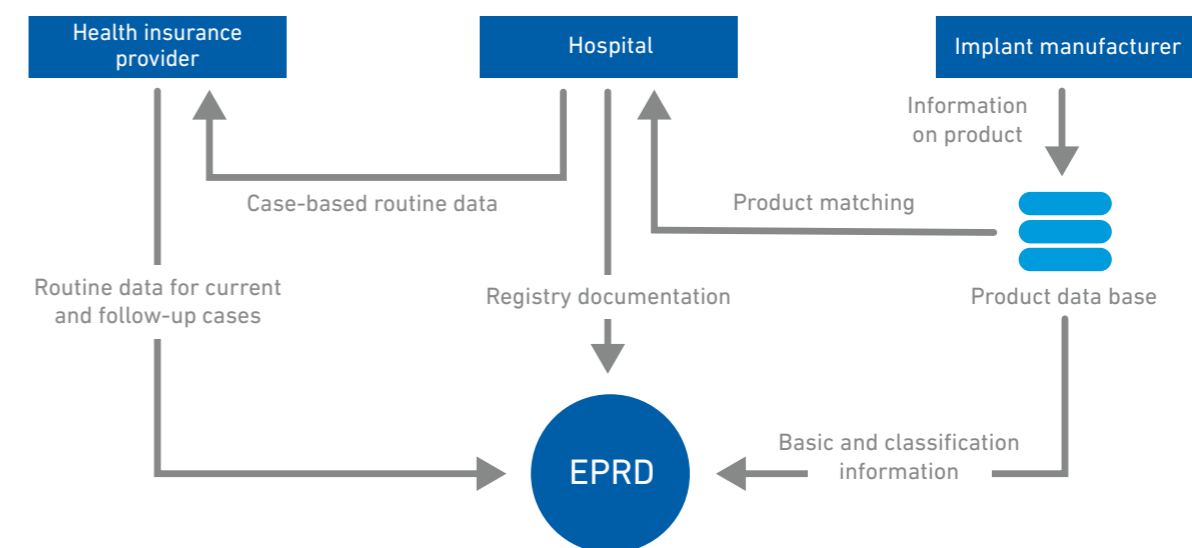 Health insurance
provider
Hospital
Implant manufacturer
Information
on product
Case-based routine data
Product matching
Routine data for current
and follow-up cases
Registry documentation
Product data base
EPRD
Basic and classification
information